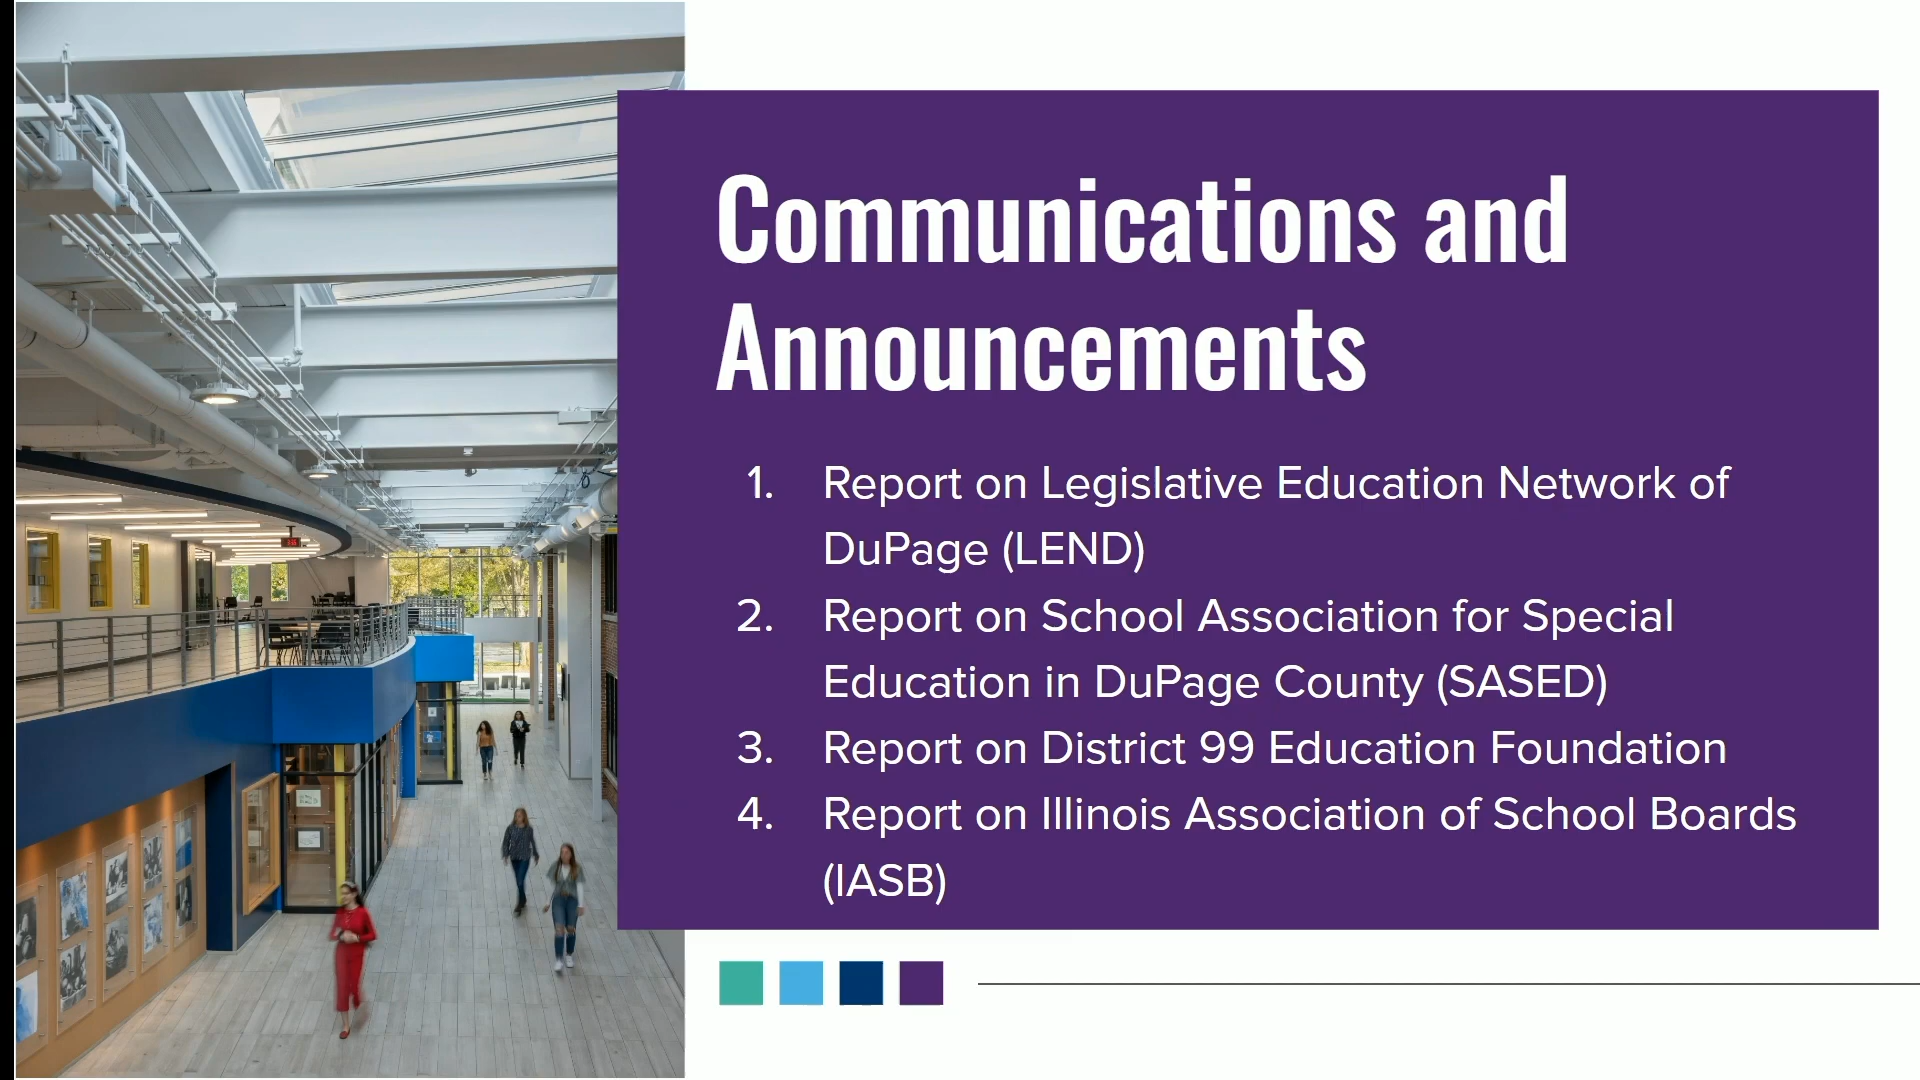 Communications and
Announcements
1. Report on Legislative Education Network of
DuPage (LEND)
2. Report on School Association for Special
Education in DuPage County (SASED)
3. Report on District 99 Education Foundation
4. Report on Illinois Association of School Boards
(IASB)